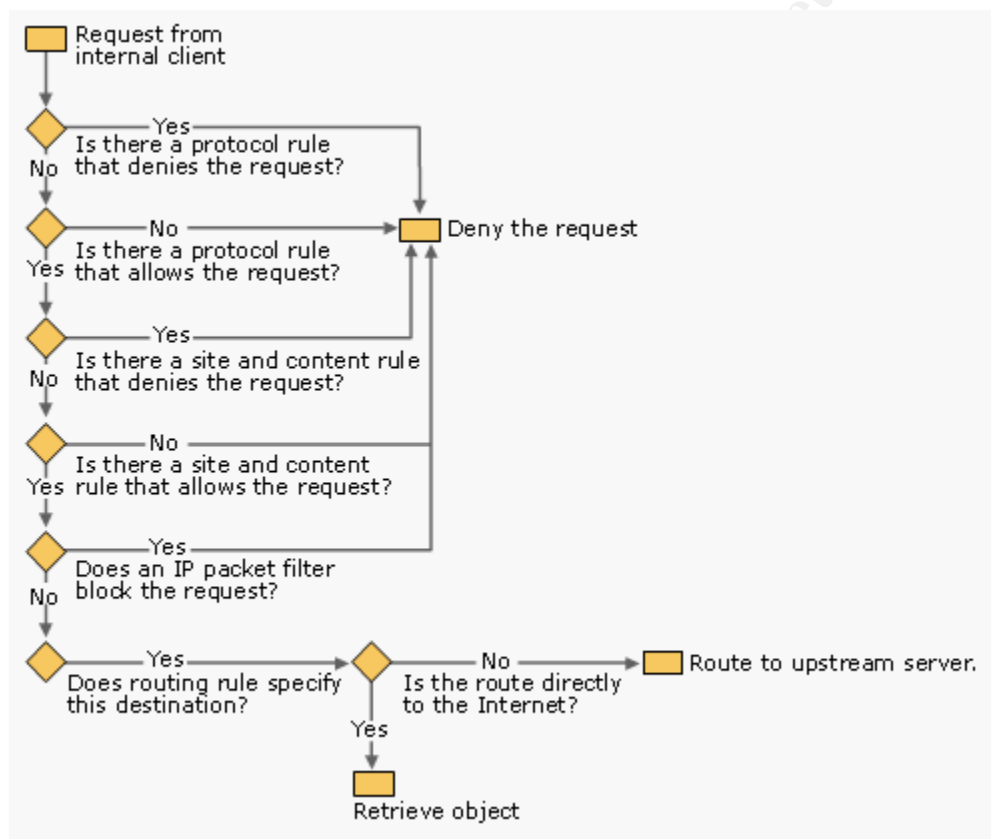 Request from
internal client
Yes
Is there a protocol rule
that denies the request?
No
No
Deny the request
Is there a protocol rule
that allows the request?
Yes
Yes
Is there a site and content rule
that denies the request?
No
No
Is there a site and content
rule that allows the request?
Yes
Yes
Does an IP packet filter
block the request?
No
Yes
Does routing rule specify
this destination?
No
Route to upstream server.
Is the route directly
to the Internet?
Yes
Retrieve object